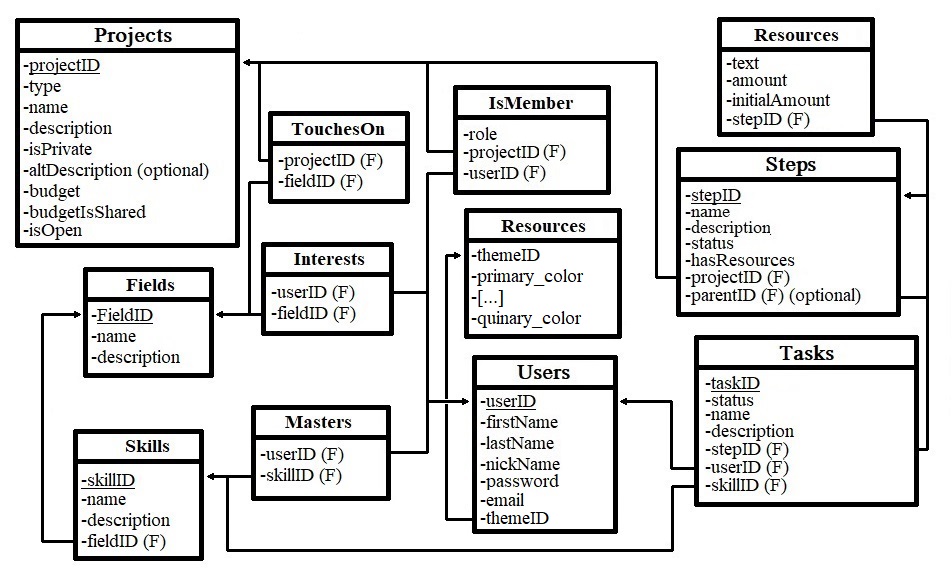 Projects
-projectID
-type
-name
-description
-isPrivate
-altDescription (optional)
-budget
-budgetIsShared
-isOpen
TouchesOn
-projectID (F)
-fieldID (F)
IsMember
-role
-projectID (F)
-userID (F)
Resources
-text
-amount
-initialAmount
-stepID (F)
Steps
-stepID
-name
-description
-status
-hasResources
-projectID (F)
-parentID (F) (optional)
Resources
-themeID
-primary_color
-[...]
-quinary_color
Interests
-userID (F)
-fieldID (F)
Fields
-FieldID
-name
-description
Users
-userID
-firstName
-lastName
-nickName
-password
-email
-themeID
Tasks
-taskID
-status
-name
-description
-stepID (F)
-userID (F)
-skillID (F)
Masters
-userID (F)
-skillID (F)
Skills
-skillID
-name
-description
-fieldID (F)